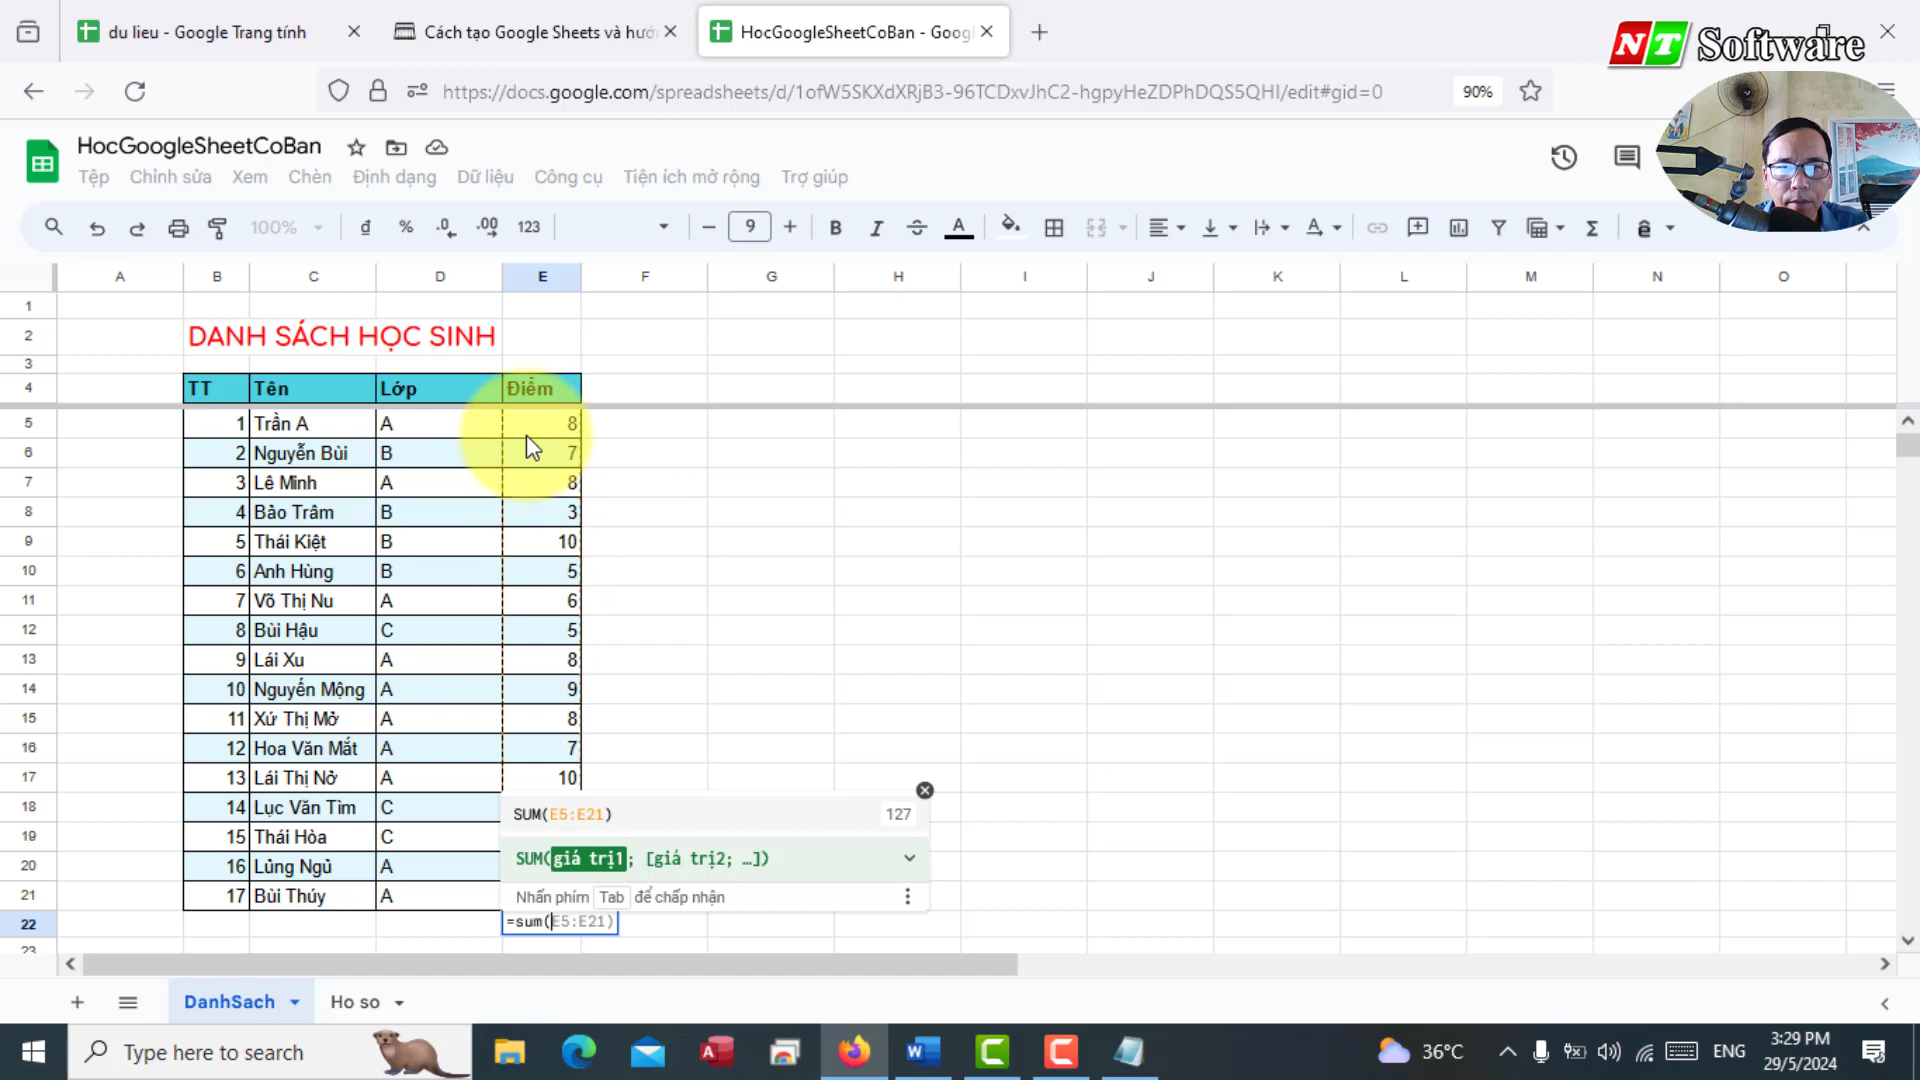 du lieu - Google Trang tính
Cách tạo Google Sheets và hướ
HocGoogleSheetCoBan - Googl
NT Software
https://docs.google.com/spreadsheets/d/1ofW5SKXdXRjB3-96TCDxvJhC2-hgpyHeZDPhDQS5QHI/edit#gid=0
90%
HocGoogleSheetCoBan
Tệp Chỉnh sửa Xem Chèn Định dạng Dữ liệu Công cụ Tiện ích mở rộng Trợ giúp
100% đ % .0 .00 123 9 B I A
A B C D E F G H I J K L M N O
1
2 DANH SÁCH HỌC SINH
3
4 TT Tên Lớp Điểm
5 1 Trần A A 8
6 2 Nguyễn Bùi B 7
7 3 Lê Minh A 8
8 4 Bảo Trâm B 3
9 5 Thái Kiệt B 10
10 6 Anh Hùng B 5
11 7 Võ Thị Nu A 6
12 8 Bùi Hậu C 5
13 9 Lái Xu A 8
14 10 Nguyễn Mộng A 9
15 11 Xứ Thị Mở A 8
16 12 Hoa Văn Mắt A 7
17 13 Lái Thị Nở A 10
18 14 Lục Văn Tìm C
19 15 Thái Hòa C
20 16 Lủng Ngủ A
21 17 Bùi Thúy A
SUM(E5:E21) 127
SUM(giá trị1; [giá trị2; …])
Nhấn phím Tab để chấp nhận
22 =sum(E5:E21)
23
DanhSach Ho so
Type here to search
36°C
ENG
3:29 PM
29/5/2024